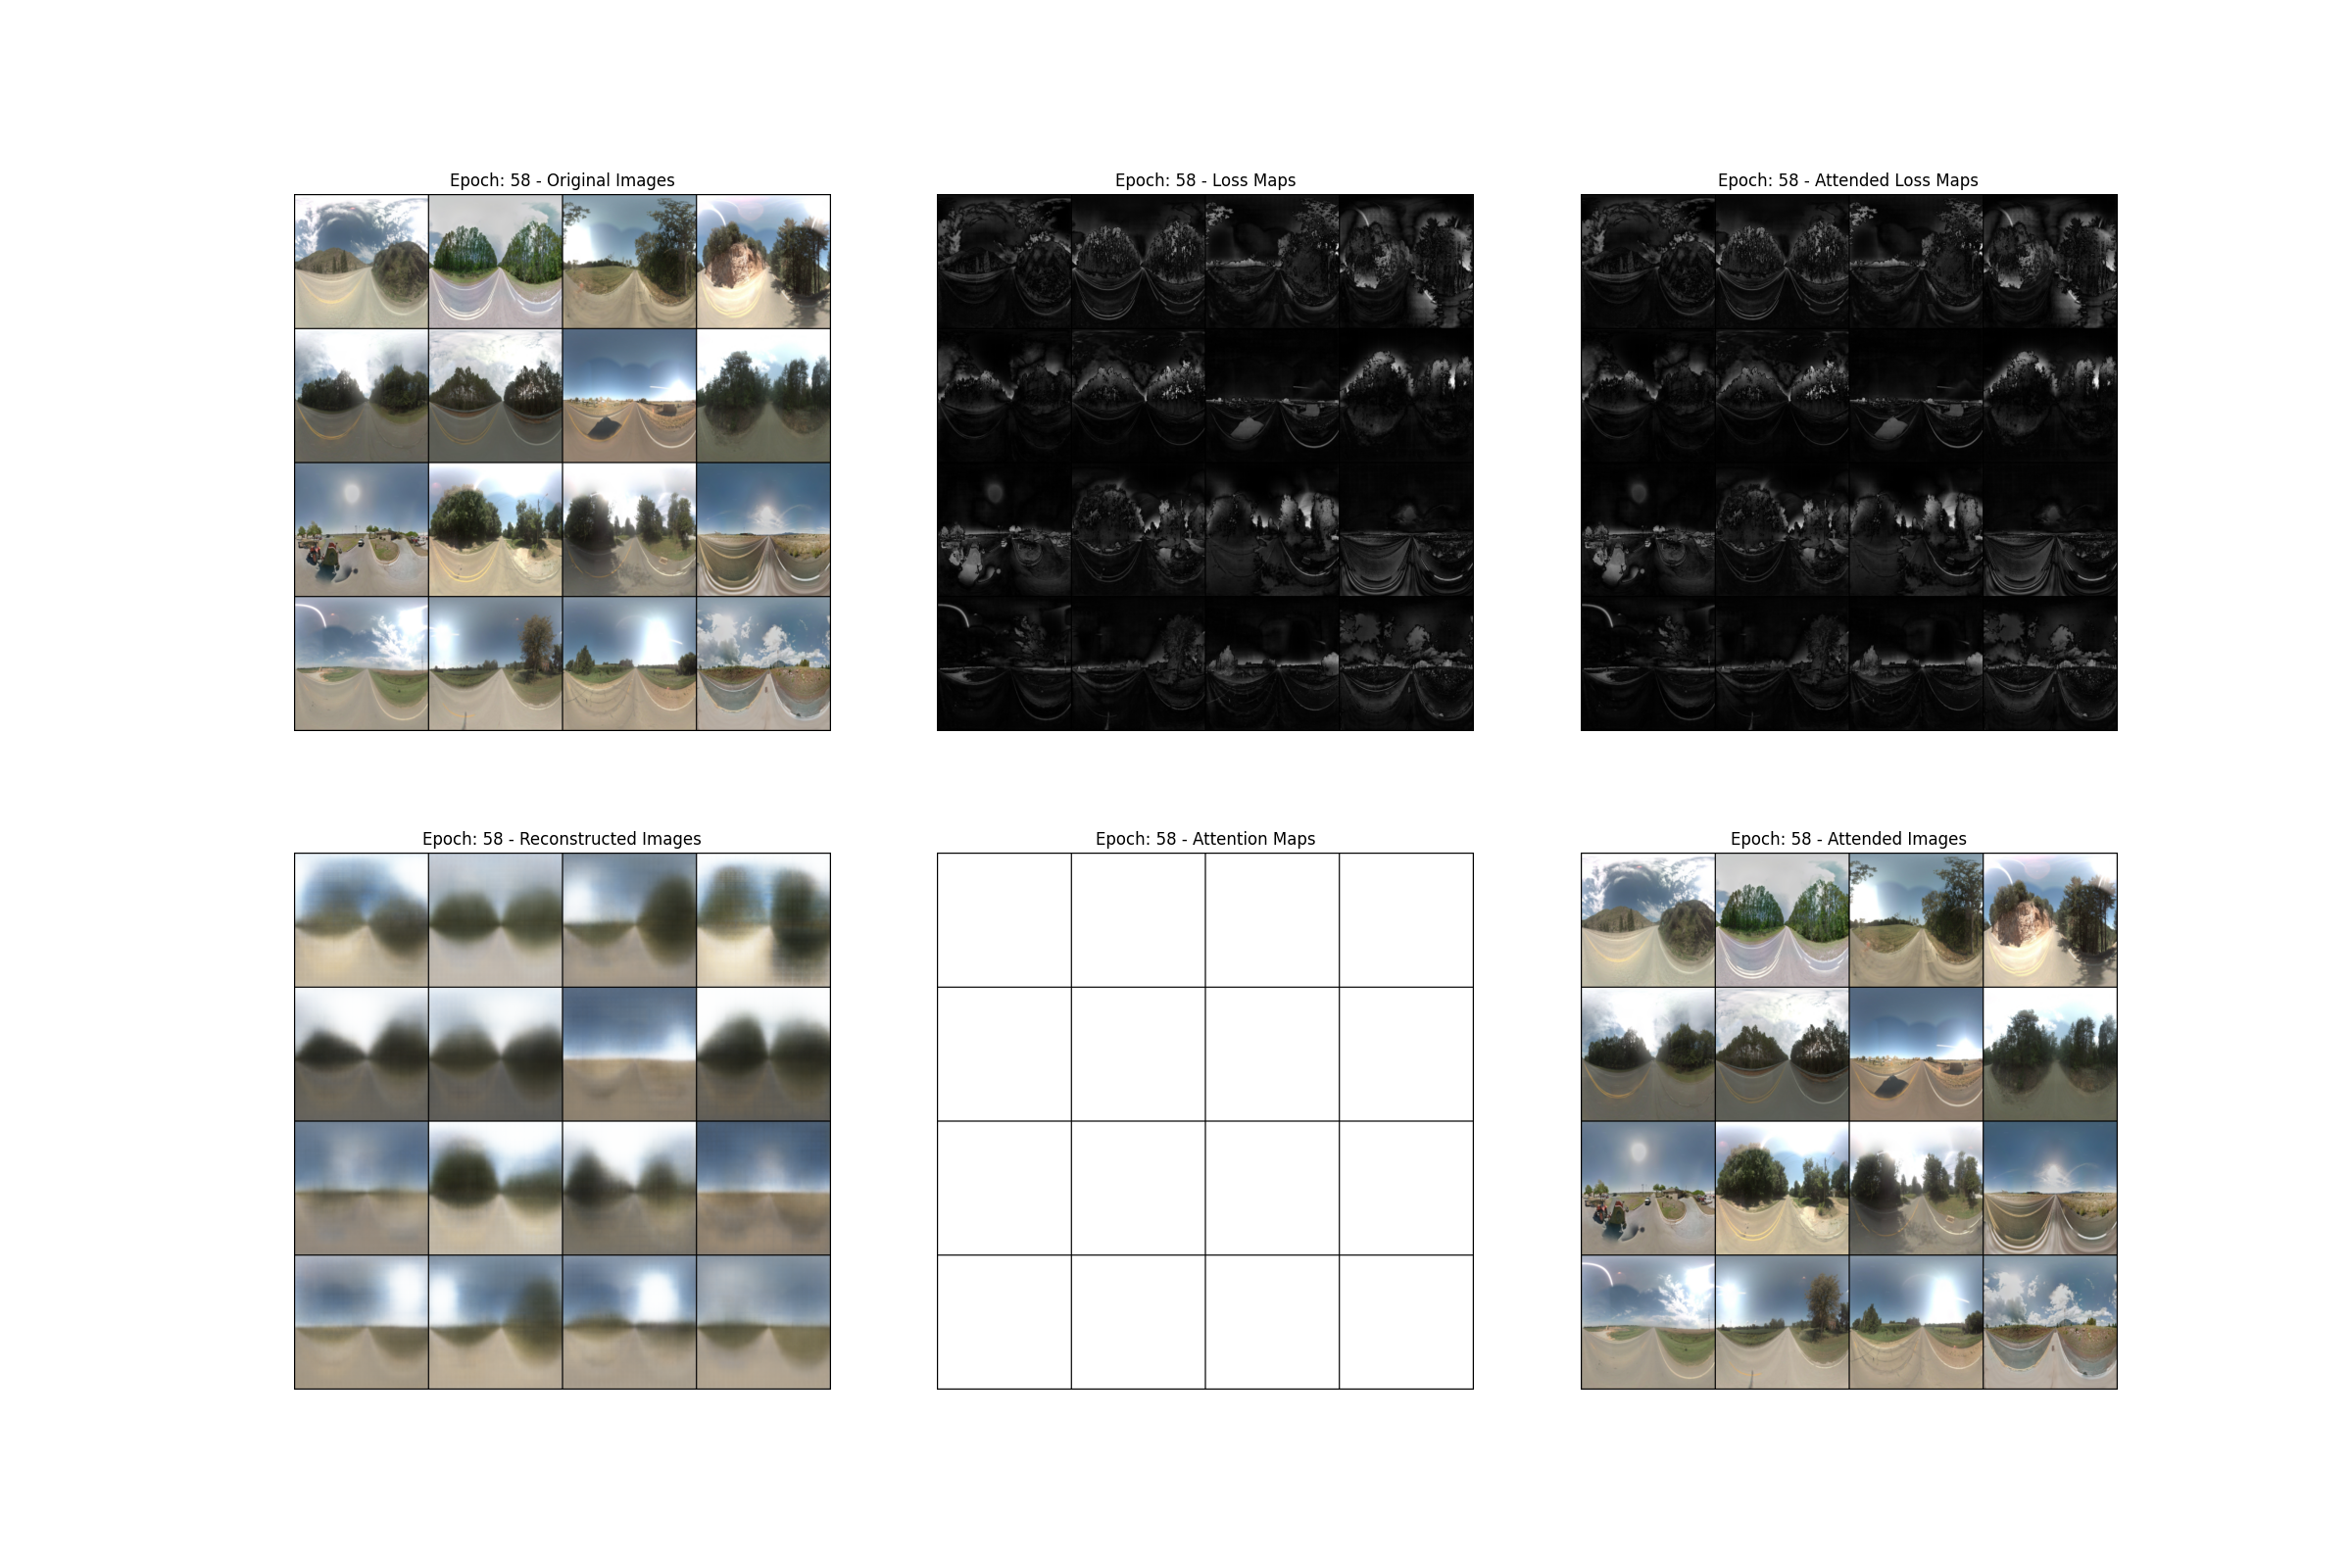 Epoch: 58 - Original Images
Epoch: 58 - Loss Maps
Epoch: 58 - Attended Loss Maps
Epoch: 58 - Reconstructed Images
Epoch: 58 - Attention Maps
Epoch: 58 - Attended Images